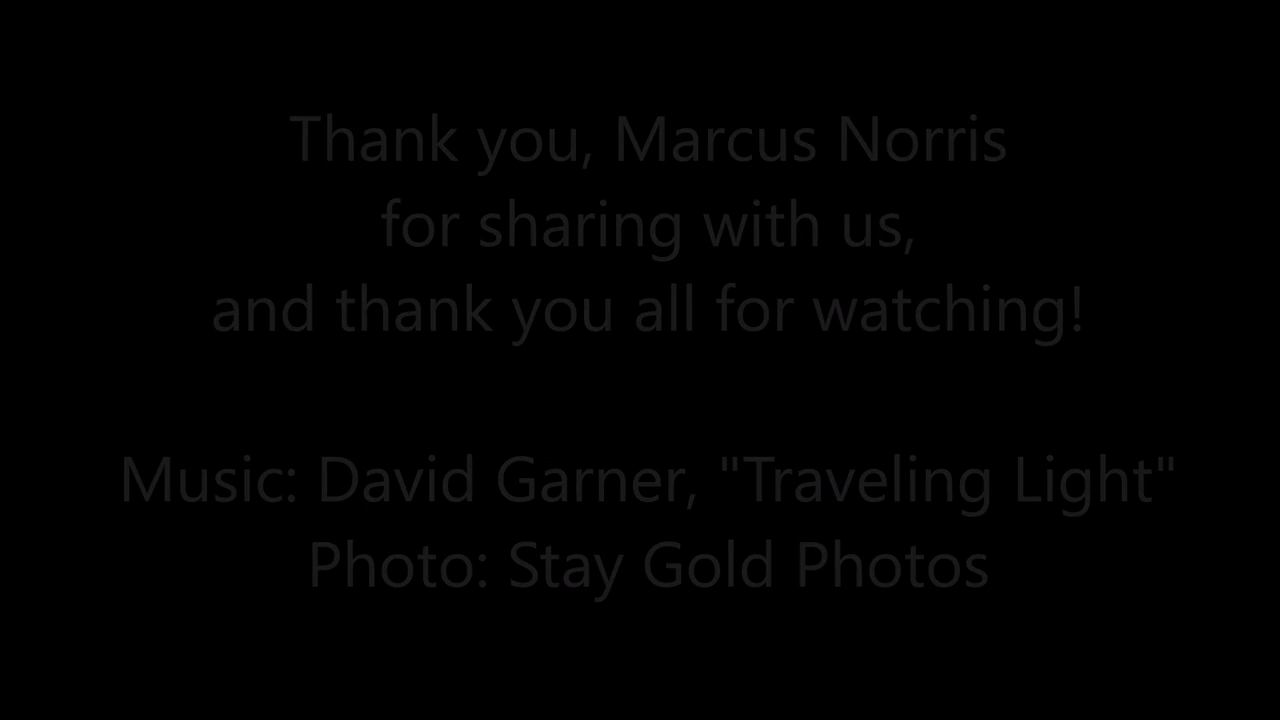 Thank you, Marcus Norris
for sharing with us,
and thank you all for watching!
Music: David Garner, "Traveling Light"
Photo: Stay Gold Photos